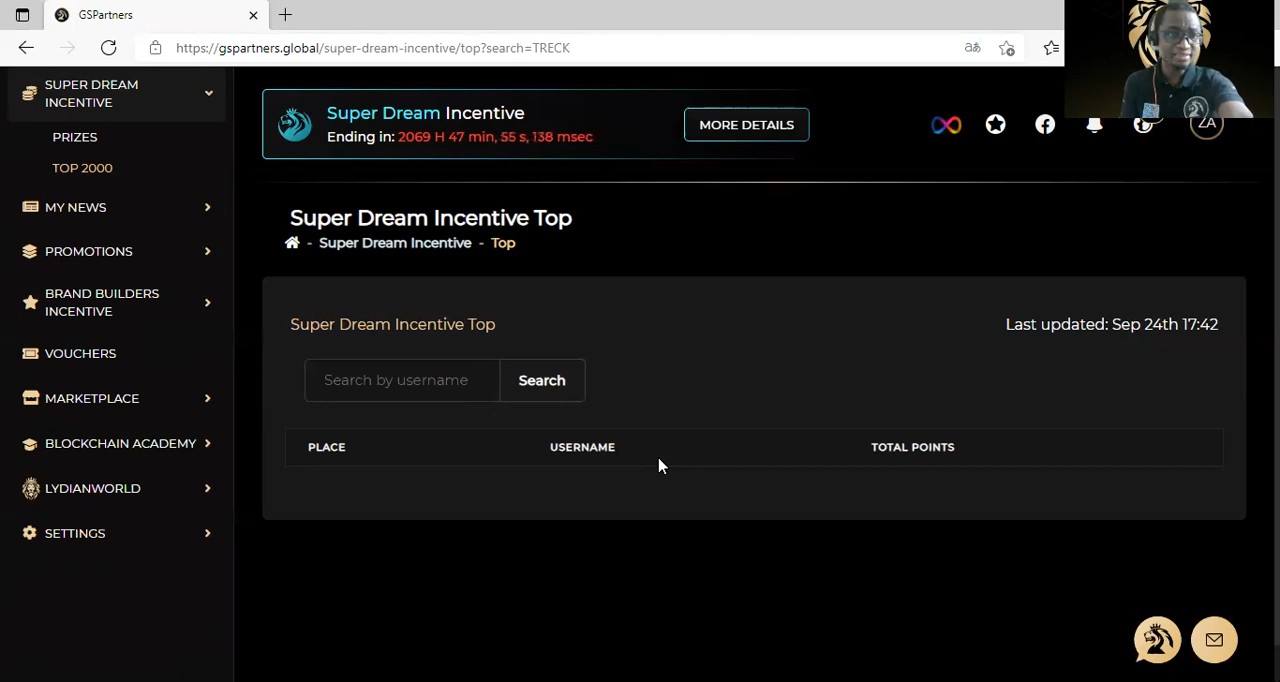 GSPartners
https://gspartners.global/super-dream-incentive/top?search=TRECK
aあ
SUPER DREAM
INCENTIVE
PRIZES
TOP 2000
MY NEWS
PROMOTIONS
BRAND BUILDERS
INCENTIVE
VOUCHERS
MARKETPLACE
BLOCKCHAIN ACADEMY
LYDIANWORLD
SETTINGS
Super Dream Incentive
Ending in: 2069 H 47 min, 55 s, 138 msec
MORE DETAILS
ZA
Super Dream Incentive Top
- Super Dream Incentive - Top
Super Dream Incentive Top
Last updated: Sep 24th 17:42
Search by username
Search
PLACE USERNAME TOTAL POINTS